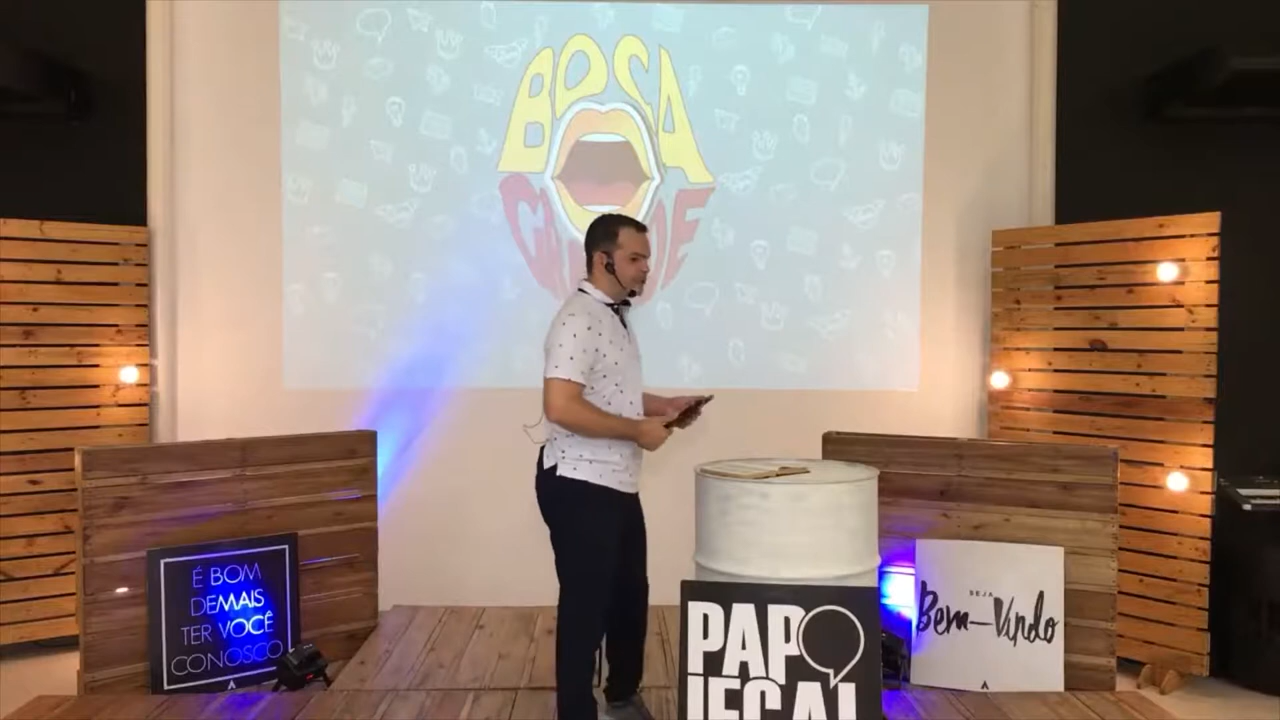 BOCA
É BOM
DEMAIS
TER VOCÊ
CONOSCO
PAPO
SEJA
Bem-Vindo